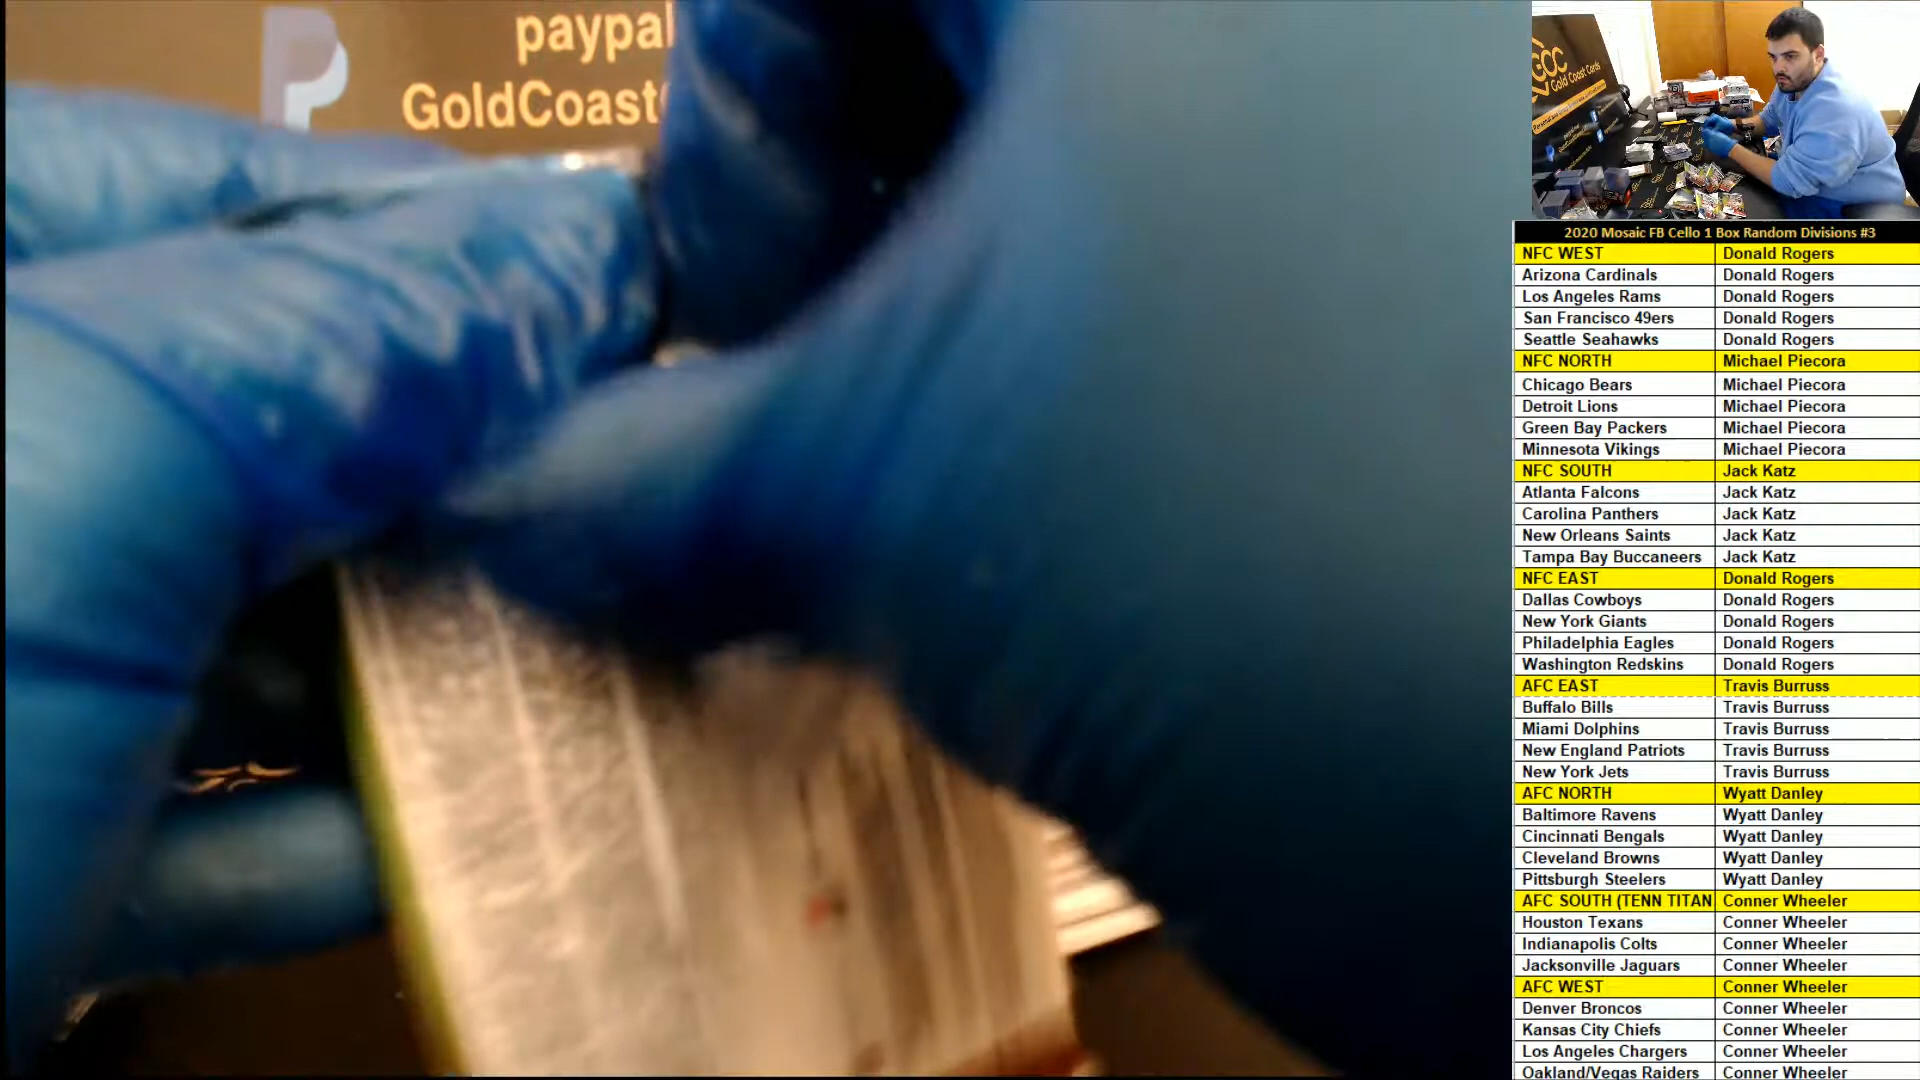 paypal
GoldCoast
GCC
Gold Coast Cards
2020 Mosaic FB Cello 1 Box Random Divisions #3
NFC WEST Donald Rogers
Arizona Cardinals Donald Rogers
Los Angeles Rams Donald Rogers
San Francisco 49ers Donald Rogers
Seattle Seahawks Donald Rogers
NFC NORTH Michael Piecora
Chicago Bears Michael Piecora
Detroit Lions Michael Piecora
Green Bay Packers Michael Piecora
Minnesota Vikings Michael Piecora
NFC SOUTH Jack Katz
Atlanta Falcons Jack Katz
Carolina Panthers Jack Katz
New Orleans Saints Jack Katz
Tampa Bay Buccaneers Jack Katz
NFC EAST Donald Rogers
Dallas Cowboys Donald Rogers
New York Giants Donald Rogers
Philadelphia Eagles Donald Rogers
Washington Redskins Donald Rogers
AFC EAST Travis Burruss
Buffalo Bills Travis Burruss
Miami Dolphins Travis Burruss
New England Patriots Travis Burruss
New York Jets Travis Burruss
AFC NORTH Wyatt Danley
Baltimore Ravens Wyatt Danley
Cincinnati Bengals Wyatt Danley
Cleveland Browns Wyatt Danley
Pittsburgh Steelers Wyatt Danley
AFC SOUTH (TENN TITAN Conner Wheeler
Houston Texans Conner Wheeler
Indianapolis Colts Conner Wheeler
Jacksonville Jaguars Conner Wheeler
AFC WEST Conner Wheeler
Denver Broncos Conner Wheeler
Kansas City Chiefs Conner Wheeler
Los Angeles Chargers Conner Wheeler
Oakland/Vegas Raiders Conner Wheeler